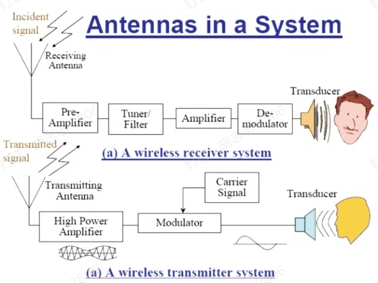 Antennas in a System
Incident
signal
Receiving
Antenna
Pre-
Amplifier
Tuner/
Filter
Amplifier
De-
modulator
Transducer
(a) A wireless receiver system
Transmitted
signal
Transmitting
Antenna
High Power
Amplifier
Modulator
Carrier
Signal
Transducer
(a) A wireless transmitter system